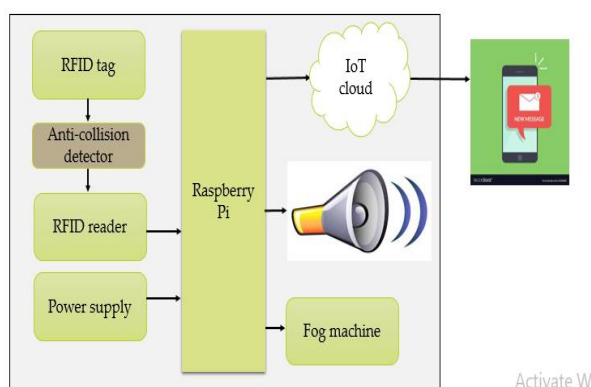 RFID tag
Anti-collision
detector
RFID reader
Power supply
Raspberry
Pi
IoT
cloud
NEW MESSAGE
Fog machine
Activate W